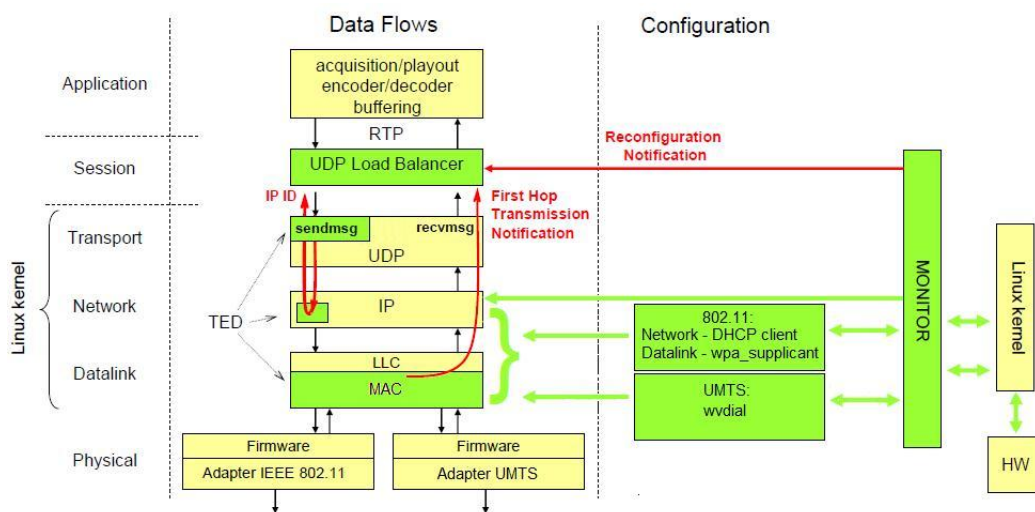 Data Flows
Configuration
Application
acquisition/playout
encoder/decoder
buffering
RTP
Session
UDP Load Balancer
Reconfiguration
Notification
IP ID
First Hop
Transmission
Notification
Linux kernel
Transport
sendmsg
recvmsg
UDP
Network
IP
TED
Datalink
LLC
MAC
802.11:
Network - DHCP client
Datalink - wpa_supplicant
UMTS:
wvdial
MONITOR
Linux kernel
HW
Physical
Firmware
Adapter IEEE 802.11
Firmware
Adapter UMTS